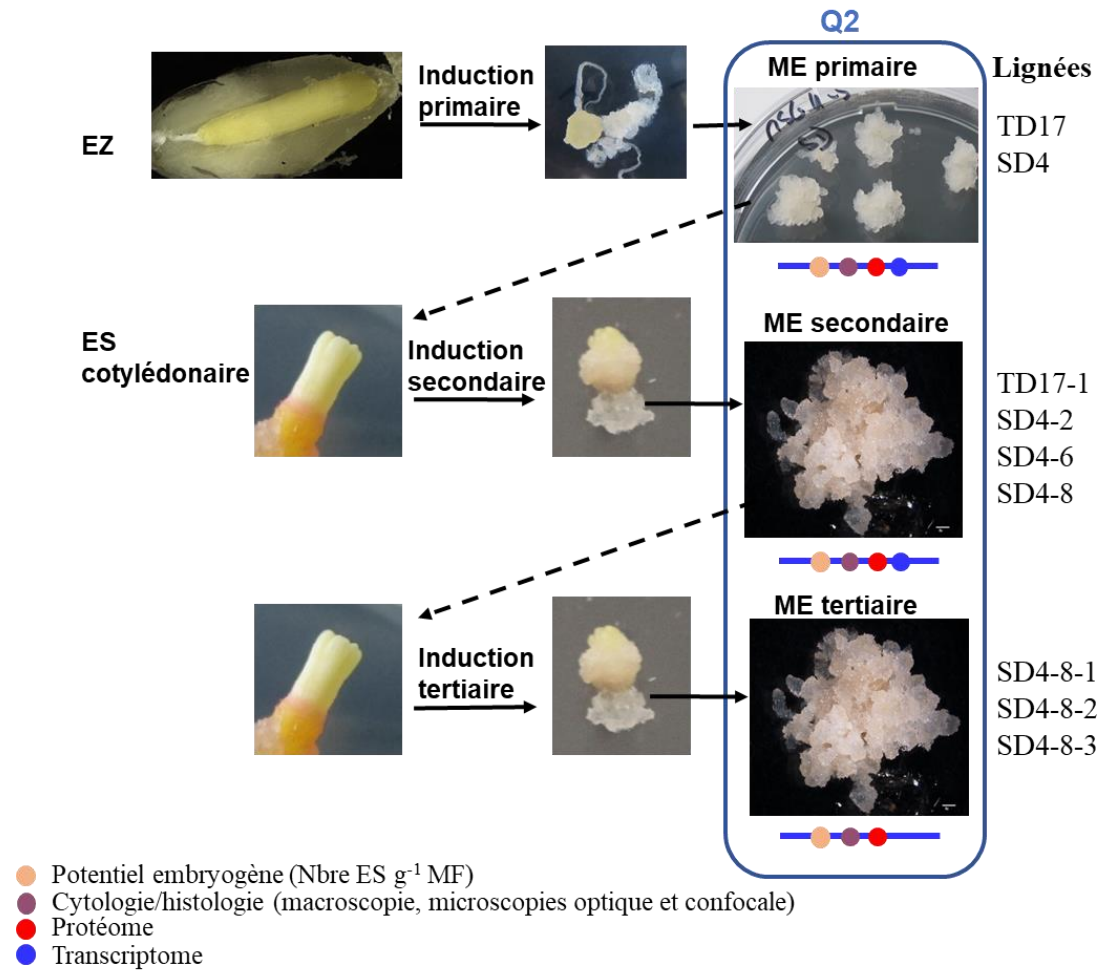 Q2
ME primaire
Lignées
Induction
primaire
EZ
TD17
SD4
ME secondaire
ES
cotylédonaire
Induction
secondaire
TD17-1
SD4-2
SD4-6
SD4-8
ME tertiaire
Induction
tertiaire
SD4-8-1
SD4-8-2
SD4-8-3
Potentiel embryogène (Nbre ES g⁻¹ MF)
Cytologie/histologie (macroscopie, microscopies optique et confocale)
Protéome
Transcriptome